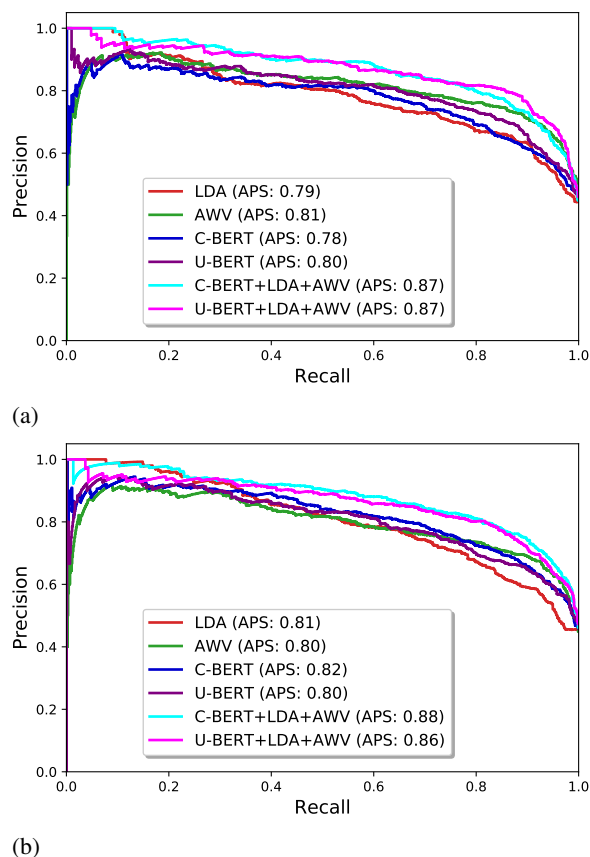 1.0
0.8
0.6
0.4
0.2
0.0
Precision
LDA (APS: 0.79)
AWV (APS: 0.81)
C-BERT (APS: 0.78)
U-BERT (APS: 0.80)
C-BERT+LDA+AWV (APS: 0.87)
U-BERT+LDA+AWV (APS: 0.87)
0.0 0.2 0.4 0.6 0.8 1.0
Recall
(a)
1.0
0.8
0.6
0.4
0.2
0.0
Precision
LDA (APS: 0.81)
AWV (APS: 0.80)
C-BERT (APS: 0.82)
U-BERT (APS: 0.80)
C-BERT+LDA+AWV (APS: 0.88)
U-BERT+LDA+AWV (APS: 0.86)
0.0 0.2 0.4 0.6 0.8 1.0
Recall
(b)